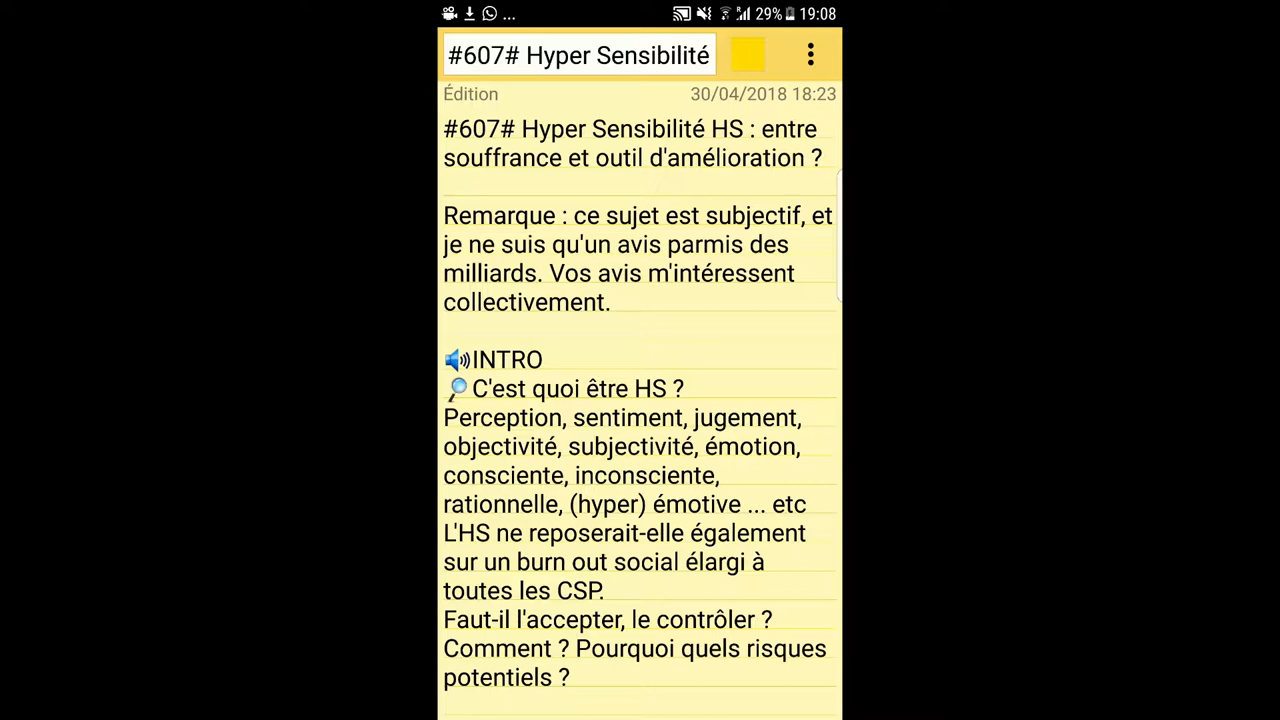 ... 29% 19:08
#607# Hyper Sensibilité
Édition 30/04/2018 18:23
#607# Hyper Sensibilité HS : entre
souffrance et outil d'amélioration ?
Remarque : ce sujet est subjectif, et
je ne suis qu'un avis parmis des
milliards. Vos avis m'intéressent
collectivement.
🔊INTRO
🔎C'est quoi être HS ?
Perception, sentiment, jugement,
objectivité, subjectivité, émotion,
consciente, inconsciente,
rationnelle, (hyper) émotive ... etc
L'HS ne reposerait-elle également
sur un burn out social élargi à
toutes les CSP.
Faut-il l'accepter, le contrôler ?
Comment ? Pourquoi quels risques
potentiels ?